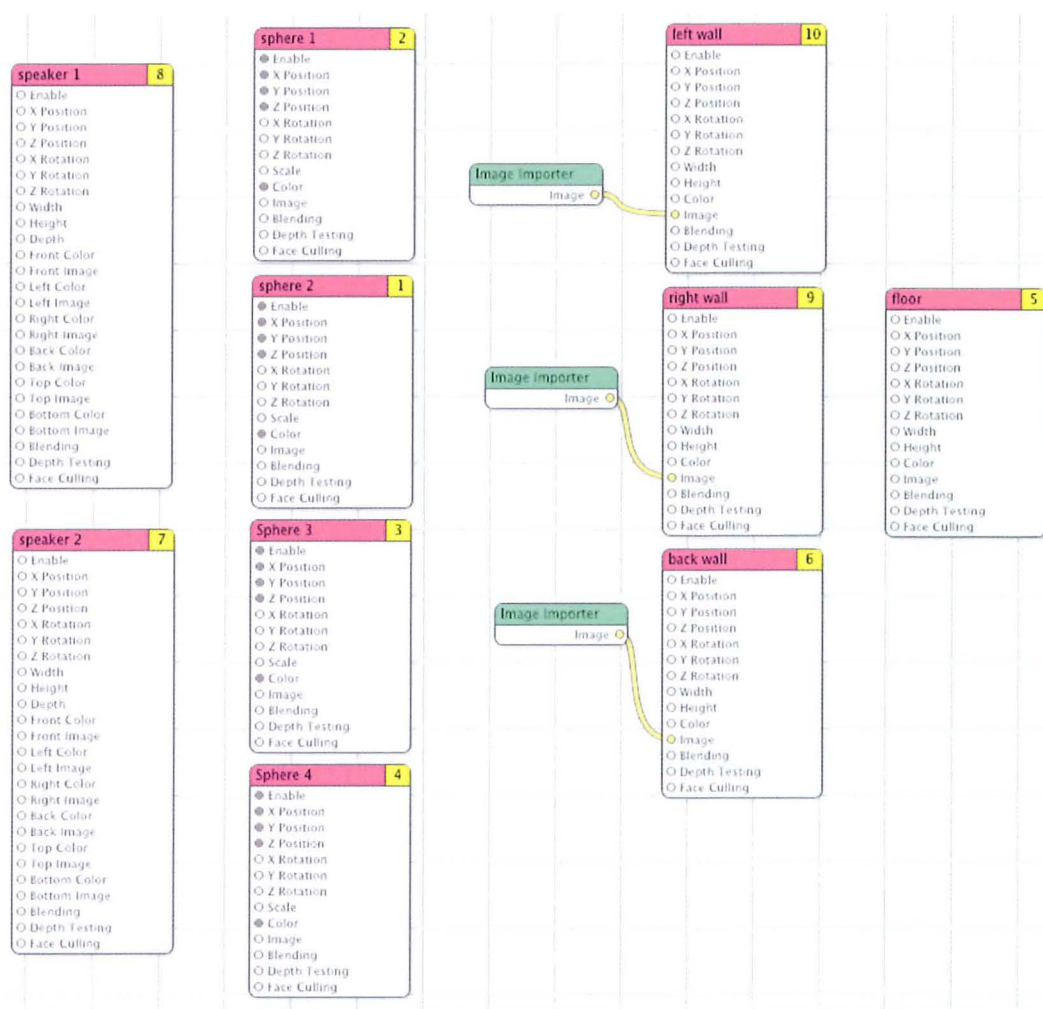 speaker 1 8
Enable
X Position
Y Position
Z Position
X Rotation
Y Rotation
Z Rotation
Width
Height
Depth
Front Color
Front Image
Left Color
Left Image
Right Color
Right Image
Back Color
Back Image
Top Color
Top Image
Bottom Color
Bottom Image
Blending
Depth Testing
Face Culling
speaker 2 7
Enable
X Position
Y Position
Z Position
X Rotation
Y Rotation
Z Rotation
Width
Height
Depth
Front Color
Front Image
Left Color
Left Image
Right Color
Right Image
Back Color
Back Image
Top Color
Top Image
Bottom Color
Bottom Image
Blending
Depth Testing
Face Culling
sphere 1 2
Enable
X Position
Y Position
Z Position
X Rotation
Y Rotation
Z Rotation
Scale
Color
Image
Blending
Depth Testing
Face Culling
sphere 2 1
Enable
X Position
Y Position
Z Position
X Rotation
Y Rotation
Z Rotation
Scale
Color
Image
Blending
Depth Testing
Face Culling
Sphere 3 3
Enable
X Position
Y Position
Z Position
X Rotation
Y Rotation
Z Rotation
Scale
Color
Image
Blending
Depth Testing
Face Culling
Sphere 4 4
Enable
X Position
Y Position
Z Position
X Rotation
Y Rotation
Z Rotation
Scale
Color
Image
Blending
Depth Testing
Face Culling
Image Importer
Image
Image Importer
Image
Image Importer
Image
left wall 10
Enable
X Position
Y Position
Z Position
X Rotation
Y Rotation
Z Rotation
Width
Height
Color
Image
Blending
Depth Testing
Face Culling
right wall 9
Enable
X Position
Y Position
Z Position
X Rotation
Y Rotation
Z Rotation
Width
Height
Color
Image
Blending
Depth Testing
Face Culling
back wall 6
Enable
X Position
Y Position
Z Position
X Rotation
Y Rotation
Z Rotation
Width
Height
Color
Image
Blending
Depth Testing
Face Culling
floor 5
Enable
X Position
Y Position
Z Position
X Rotation
Y Rotation
Z Rotation
Width
Height
Color
Image
Blending
Depth Testing
Face Culling